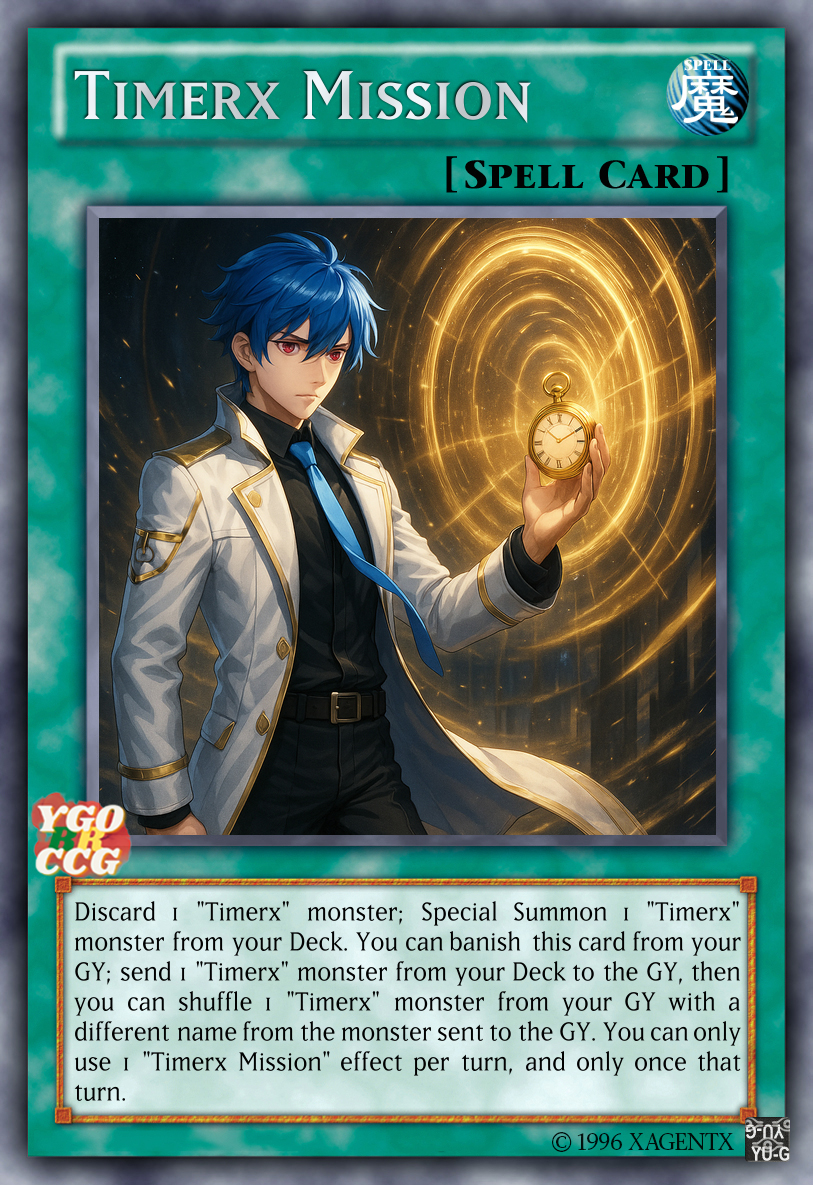 Timerx Mission
SPELL
魔
[Spell Card]
YGO
BR
CCG
Discard 1 "Timerx" monster; Special Summon 1 "Timerx"
monster from your Deck. You can banish this card from your
GY; send 1 "Timerx" monster from your Deck to the GY, then
you can shuffle 1 "Timerx" monster from your GY with a
different name from the monster sent to the GY. You can only
use 1 "Timerx Mission" effect per turn, and only once that
turn.
© 1996 XAGENTX
YU-G
YU-G